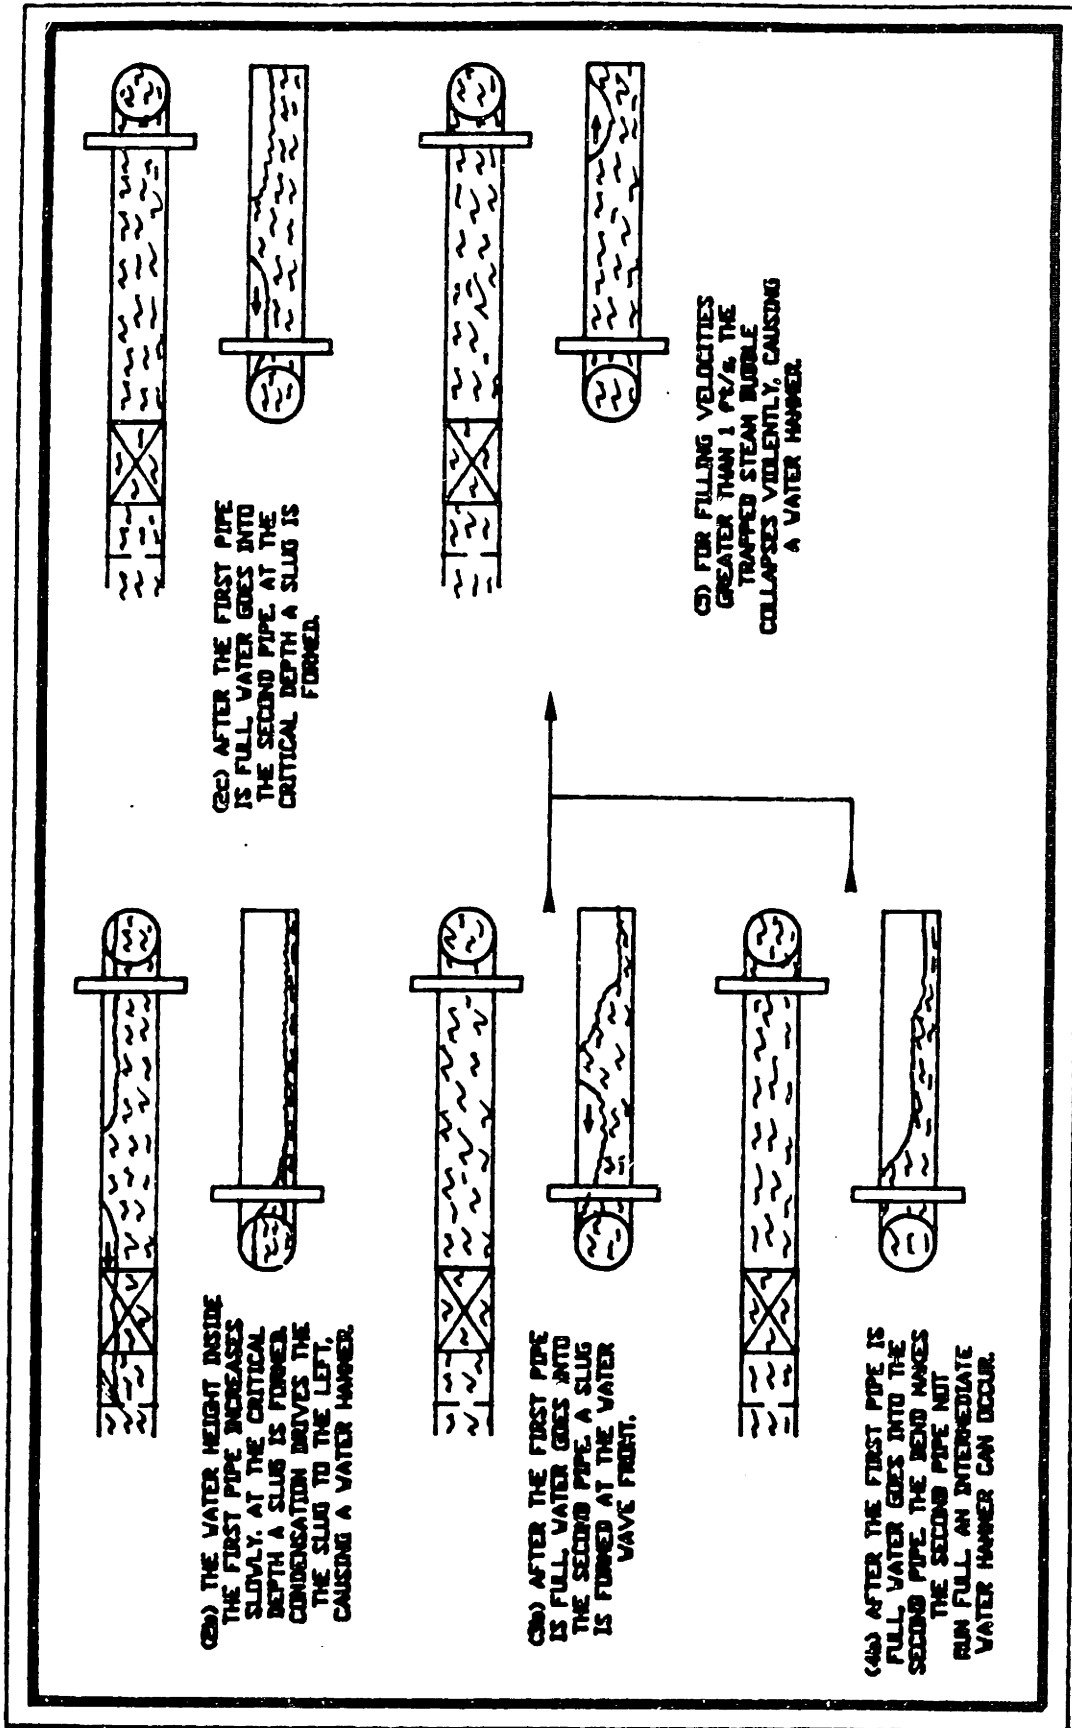 (2b) THE WATER HEIGHT INSIDE
THE FIRST PIPE INCREASES
SLOWLY. AT THE CRITICAL
DEPTH A SLUG IS FORMED.
CONDENSATION DRIVES THE
THE SLUG TO THE LEFT,
CAUSING A WATER HAMMER.
(2c) AFTER THE FIRST PIPE
IS FULL WATER GOES INTO
THE SECOND PIPE. AT THE
CRITICAL DEPTH A SLUG IS
FORMED.
(3b) AFTER THE FIRST PIPE
IS FULL, WATER GOES INTO
THE SECOND PIPE. A SLUG
IS FORMED AT THE WATER
WAVE FRONT.
(4b) AFTER THE FIRST PIPE IS
FULL, WATER GOES INTO THE
SECOND PIPE. THE BEND MAKES
THE SECOND PIPE NOT
RUN FULL. AN INTERMEDIATE
WATER HAMMER CAN OCCUR.
(5) FOR FILLING VELOCITIES
GREATER THAN 1 ft/s, THE
TRAPPED STEAM BUBBLE
COLLAPSES VIOLENTLY, CAUSING
A WATER HAMMER.